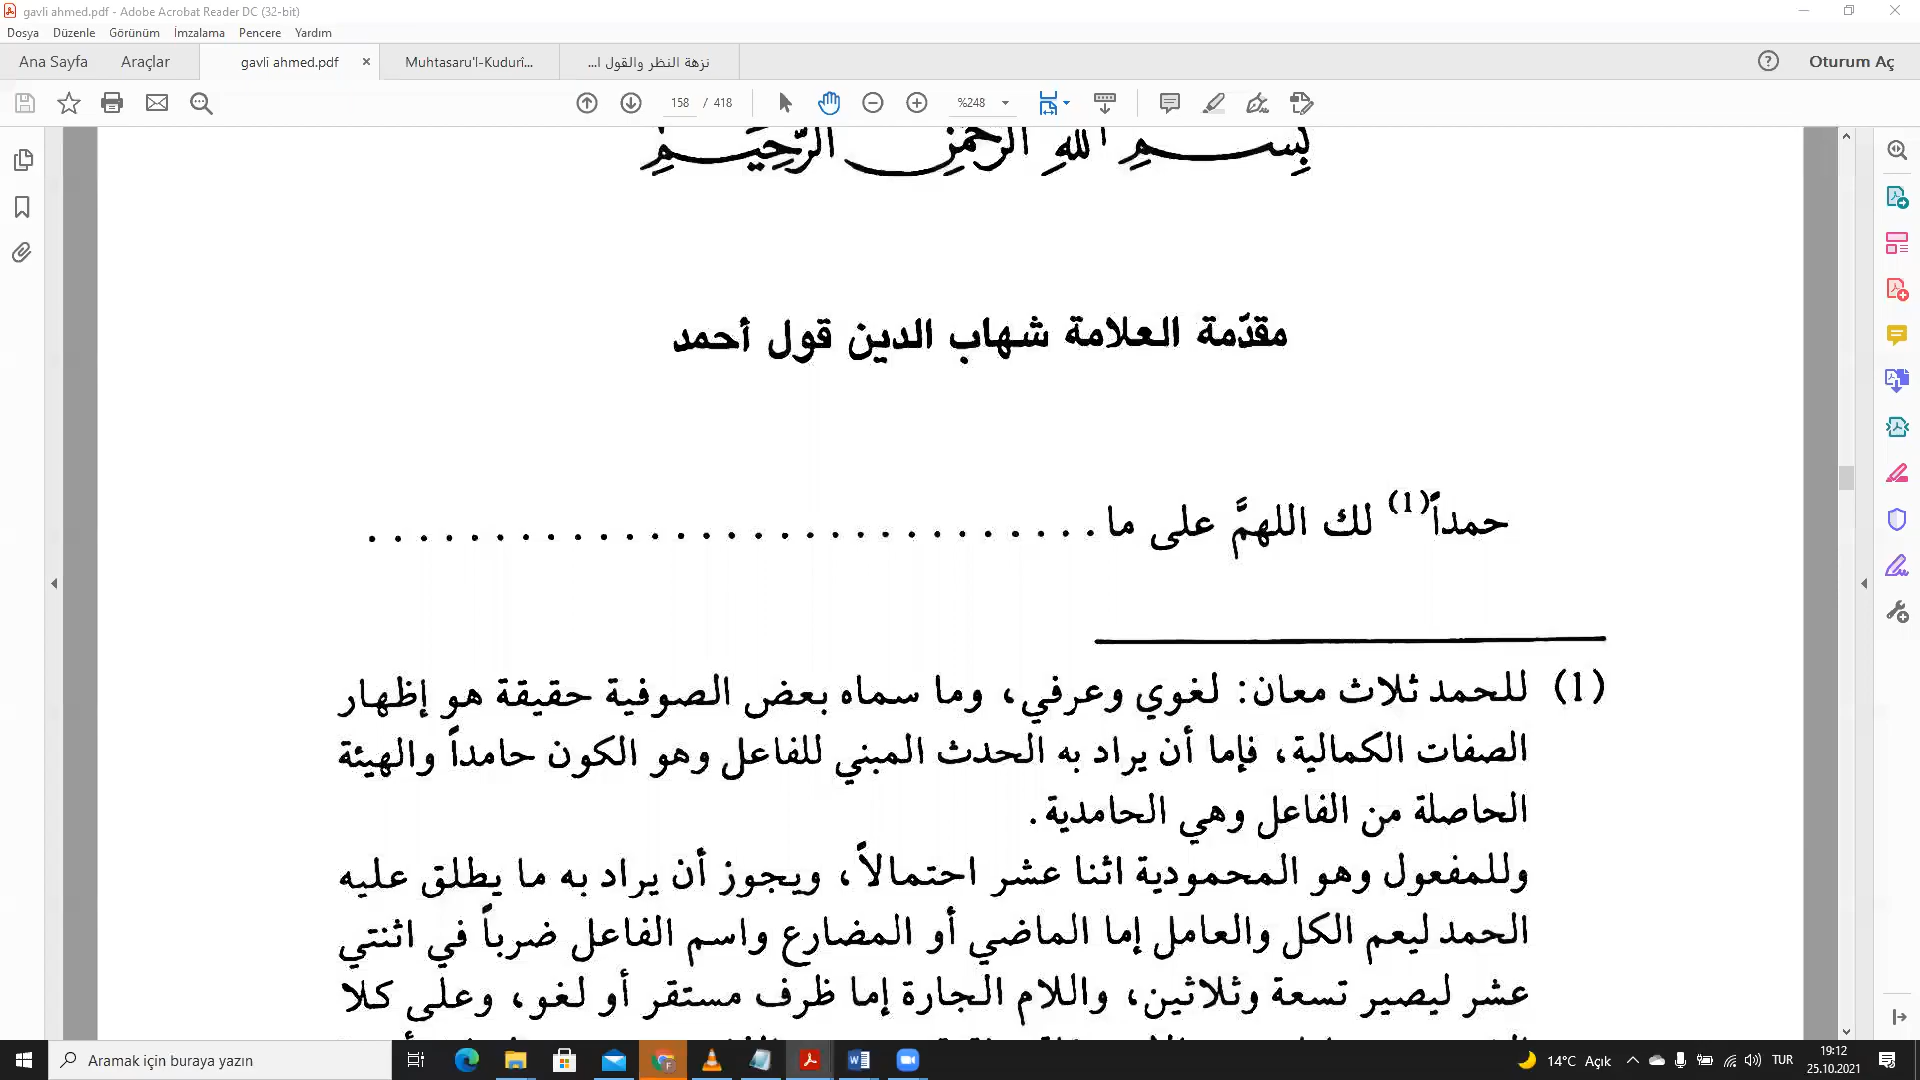 gavli ahmed.pdf - Adobe Acrobat Reader DC (32-bit)
Dosya Düzenle Görünüm İmzalama Pencere Yardım
Ana Sayfa Araçlar gavli ahmed.pdf × Muhtasaru'l-Kudurî... نزهة النظر والقول ا... Oturum Aç
158 / 418 %248
بِسْمِ اللهِ الرَّحْمٰنِ الرَّحِيْمِ
مقدّمة العلامة شهاب الدين قول أحمد
حمداً(1) لك اللهمَّ على ما . . . . . . . . . . . . . . . . . . . . . . . . . . . . .
(1) للحمد ثلاث معان: لغوي وعرفي، وما سماه بعض الصوفية حقيقة هو إظهار
الصفات الكمالية، فإما أن يراد به الحدث المبني للفاعل وهو الكون حامداً والهيئة
الحاصلة من الفاعل وهي الحامدية.
وللمفعول وهو المحمودية اثنا عشر احتمالاً، ويجوز أن يراد به ما يطلق عليه
الحمد ليعم الكل والعامل إما الماضي أو المضارع واسم الفاعل ضرباً في اثنتي
عشر ليصير تسعة وثلاثين، واللام الجارة إما ظرف مستقر أو لغو، وعلى كلا
Aramak için buraya yazın
14°C Açık TUR 19:12
25.10.2021